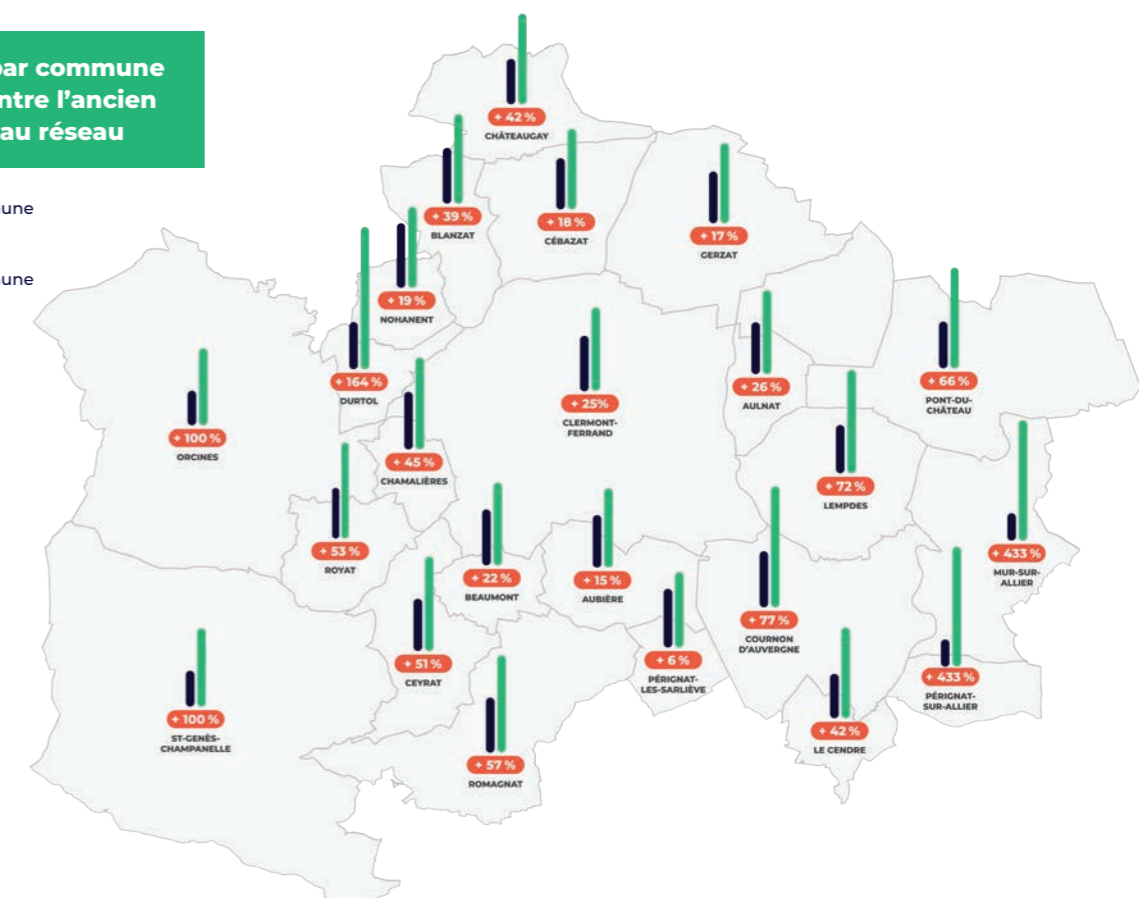 par commune
ntre l'ancien
au réseau
mune
mune
+ 42 %
CHÂTEAUGAY
+ 39 %
BLANZAT
+ 18 %
CÉBAZAT
+ 17 %
GERZAT
+ 19 %
NOHANENT
+ 164 %
DURTOL
+ 25%
CLERMONT-
FERRAND
+ 26 %
AULNAT
+ 66 %
PONT-DU-
CHÂTEAU
+ 100 %
ORCINES
+ 45 %
CHAMALIÈRES
+ 72 %
LEMPDES
+ 53 %
ROYAT
+ 22 %
BEAUMONT
+ 15 %
AUBIÈRE
+ 433 %
MUR-SUR-
ALLIER
+ 77 %
COURNON
D'AUVERGNE
+ 51 %
CEYRAT
+ 6 %
PÉRIGNAT-
LES-SARLIÈVE
+ 433 %
PÉRIGNAT-
SUR-ALLIER
+ 100 %
ST-GENÈS-
CHAMPANELLE
+ 42 %
LE CENDRE
+ 57 %
ROMAGNAT